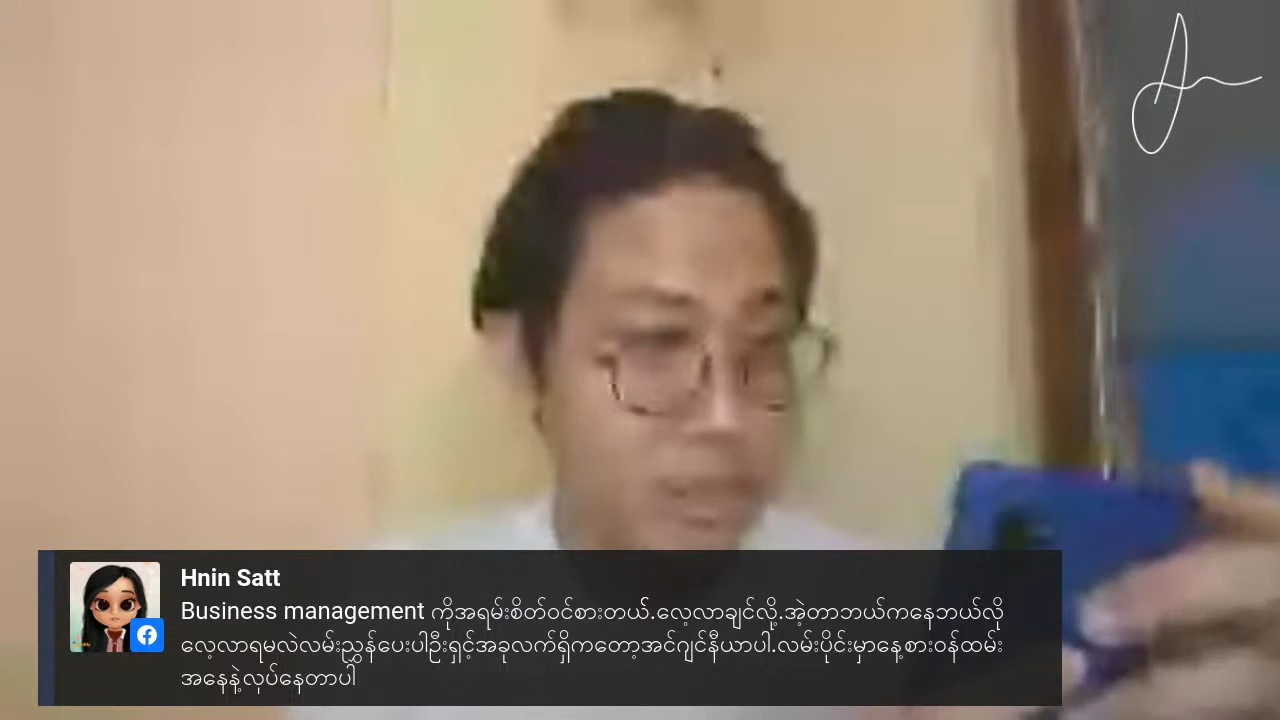 Hnin Satt
Business management ကိုအရမ်းစိတ်ဝင်စားတယ်.လေ့လာချင်လို့.အဲ့တာဘယ်ကနေဘယ်လို
လေ့လာရမလဲလမ်းညွှန်ပေးပါဦးရှင့်အခုလက်ရှိကတော့အင်ဂျင်နီယာပါ.လမ်းပိုင်းမှာနေ့စားဝန်ထမ်း
အနေနဲ့လုပ်နေတာပါ